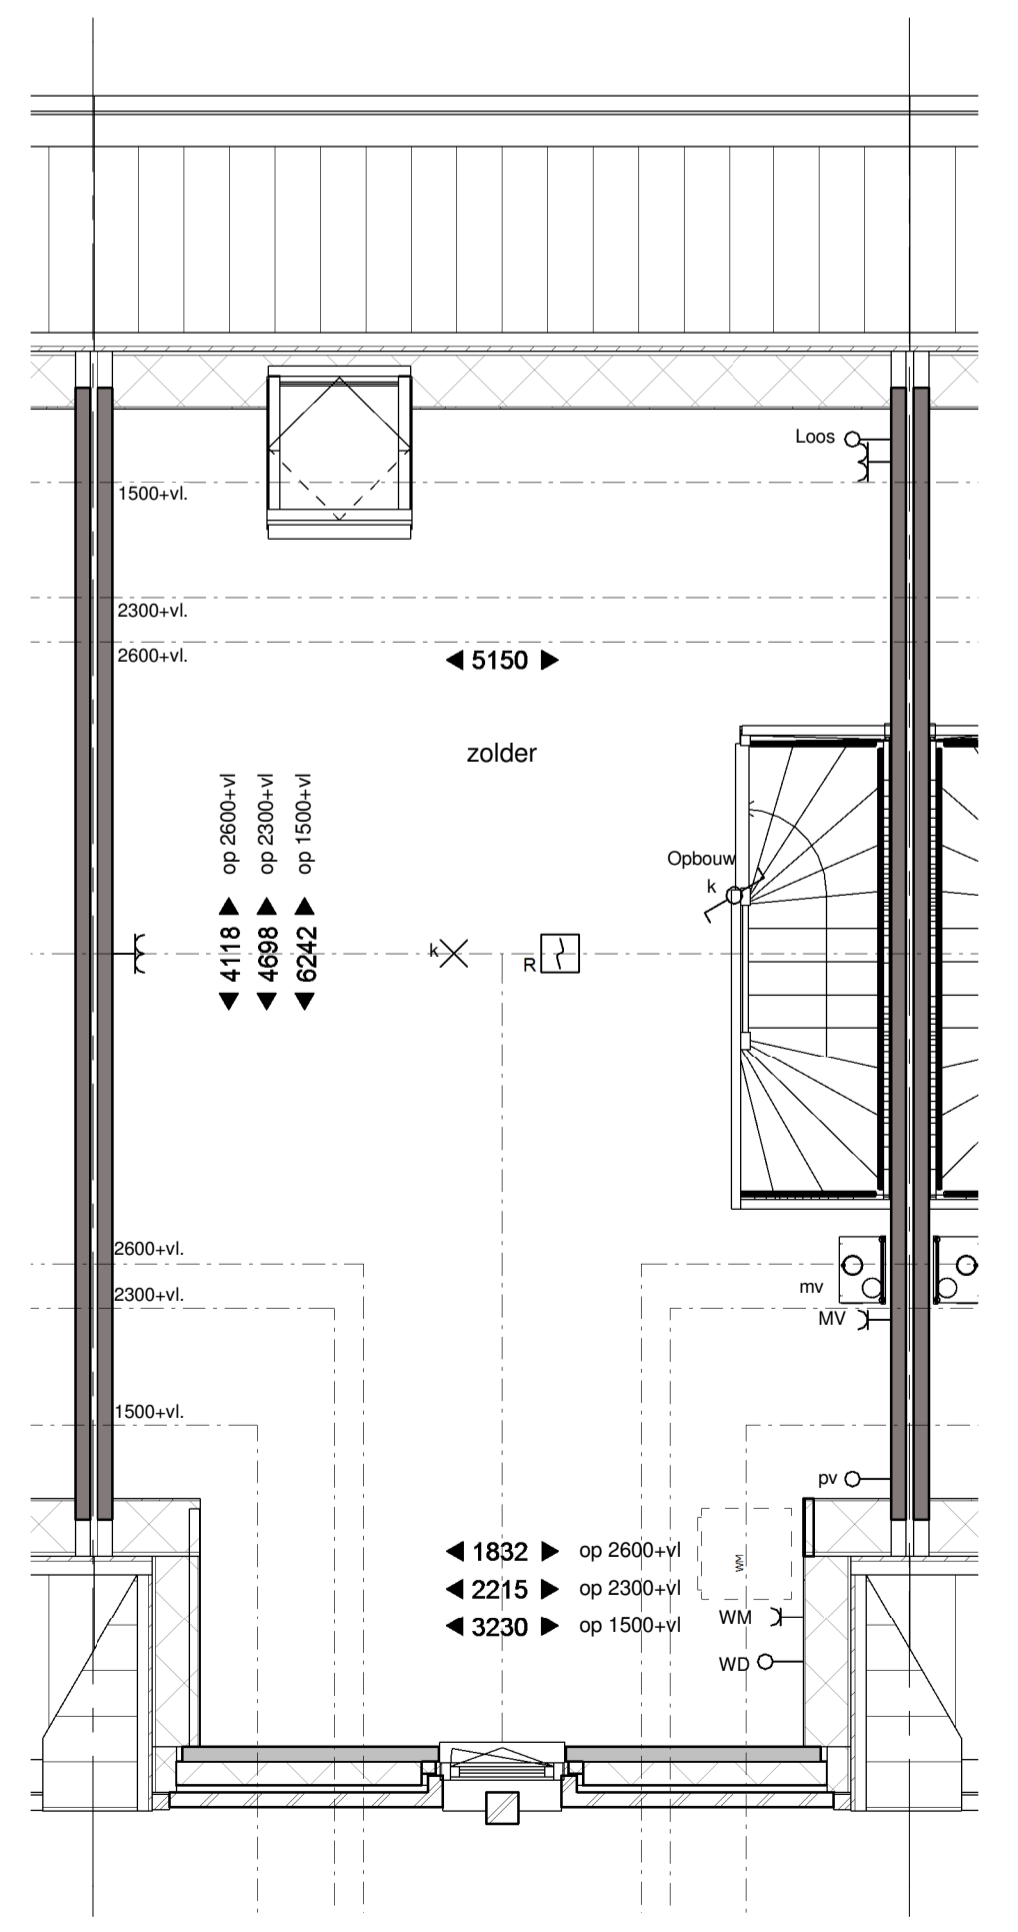 Loos
1500+vl.
2300+vl.
2600+vl.
5150
zolder
op 2600+vl
op 2300+vl
op 1500+vl
Opbouw
k
4118
4698
6242
k
R
2600+vl.
mv
2300+vl.
MV
1500+vl.
pv
1832 op 2600+vl
WM
2215 op 2300+vl
3230 op 1500+vl
WM
WD